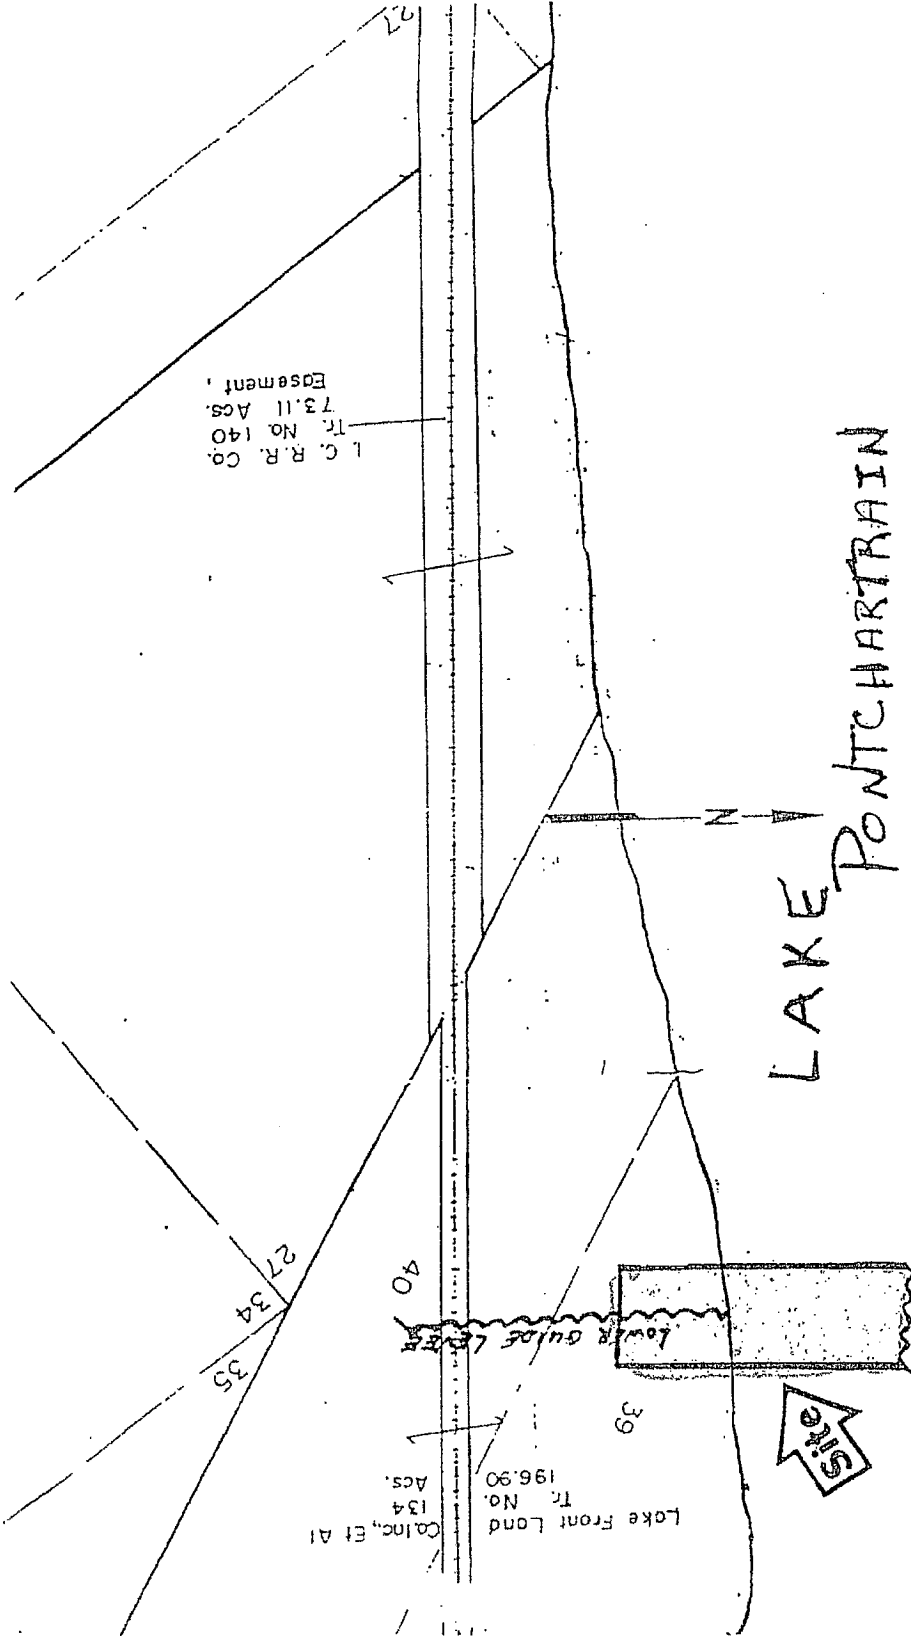 27
I. C. R. R. Co.
Tr. No. 140
73.11 Acs.
Easement
LAKE
PONTCHARTRAIN
N
27
34
35
40
LOWER GUIDE LEVEE
39
Site
Lake Front Land
Co. Inc., Et Al
Tr. No. 134
196.90 Acs.